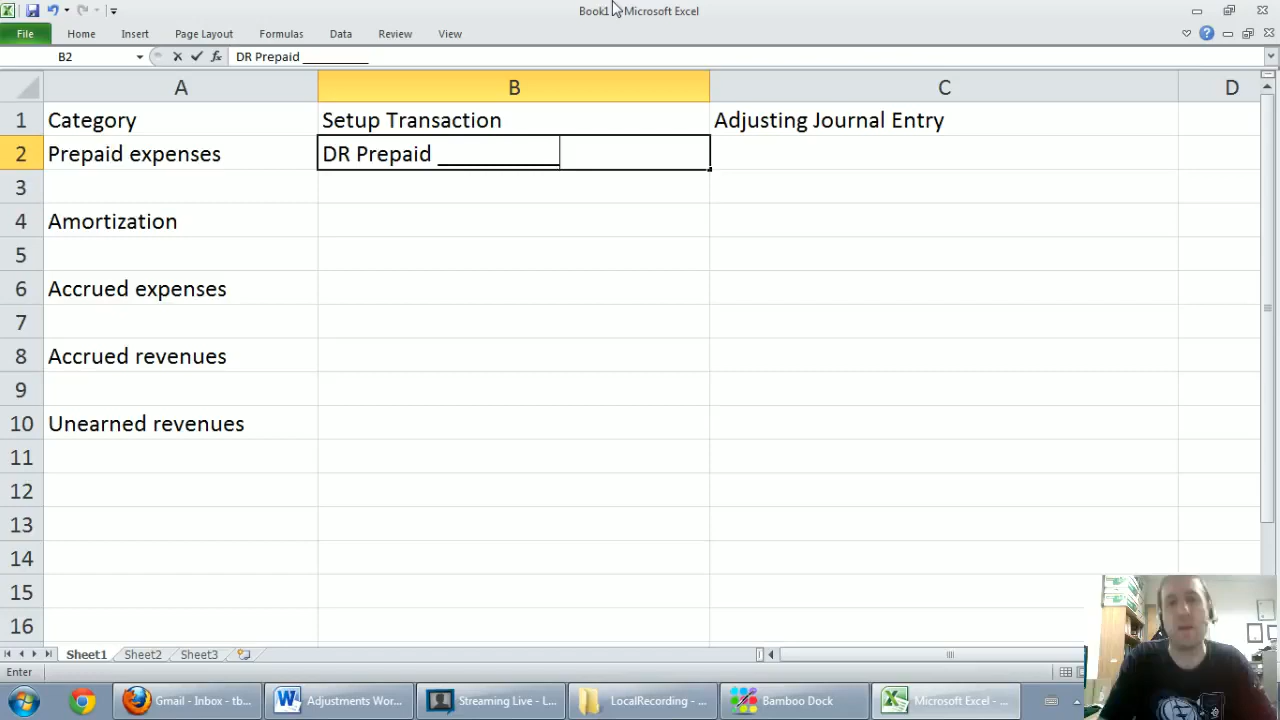 Book1 - Microsoft Excel
File Home Insert Page Layout Formulas Data Review View
B2 fx DR Prepaid __________
A B C D
1 Category Setup Transaction Adjusting Journal Entry
2 Prepaid expenses DR Prepaid __________
3
4 Amortization
5
6 Accrued expenses
7
8 Accrued revenues
9
10 Unearned revenues
11
12
13
14
15
16
Sheet1 Sheet2 Sheet3
Enter
Gmail - Inbox - tb... Adjustments Wor... Streaming Live - L... LocalRecording - ... Bamboo Dock Microsoft Excel - ...